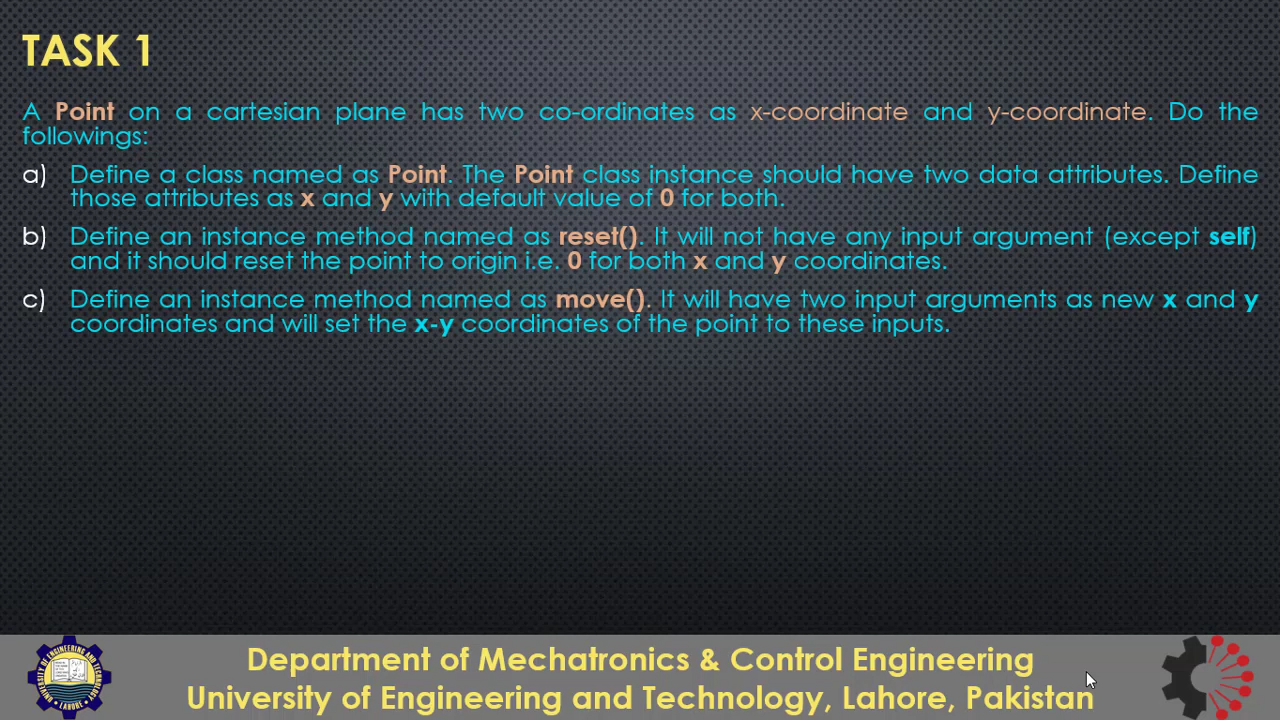 TASK 1
A Point on a cartesian plane has two co-ordinates as x-coordinate and y-coordinate. Do the
followings:
a) Define a class named as Point. The Point class instance should have two data attributes. Define
those attributes as x and y with default value of 0 for both.
b) Define an instance method named as reset(). It will not have any input argument (except self)
and it should reset the point to origin i.e. 0 for both x and y coordinates.
c) Define an instance method named as move(). It will have two input arguments as new x and y
coordinates and will set the x-y coordinates of the point to these inputs.
Department of Mechatronics & Control Engineering
University of Engineering and Technology, Lahore, Pakistan
LAHORE